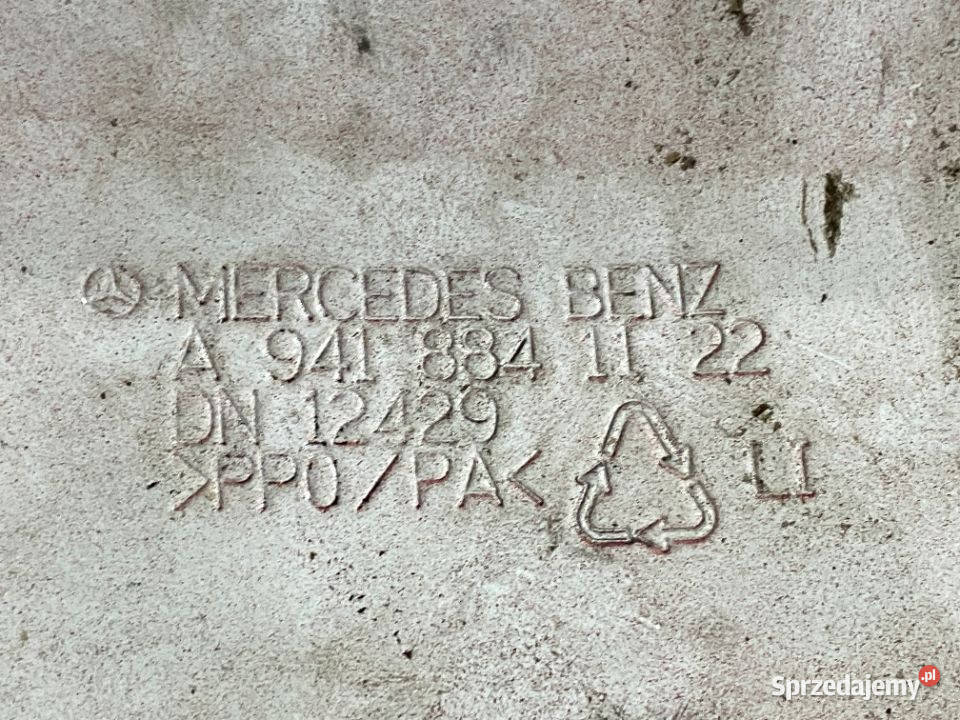 MERCEDES BENZ
A 941 884 11 22
DN 12429
>PPO/PA< LI
Sprzedajemy.pl